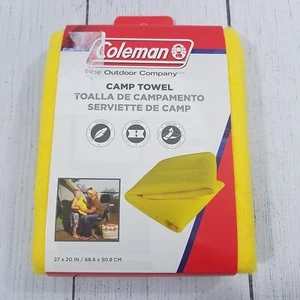 Coleman
The Outdoor Company™
CAMP TOWEL
TOALLA DE CAMPAMENTO
SERVIETTE DE CAMP
27 x 20 IN / 68.6 x 50.8 CM